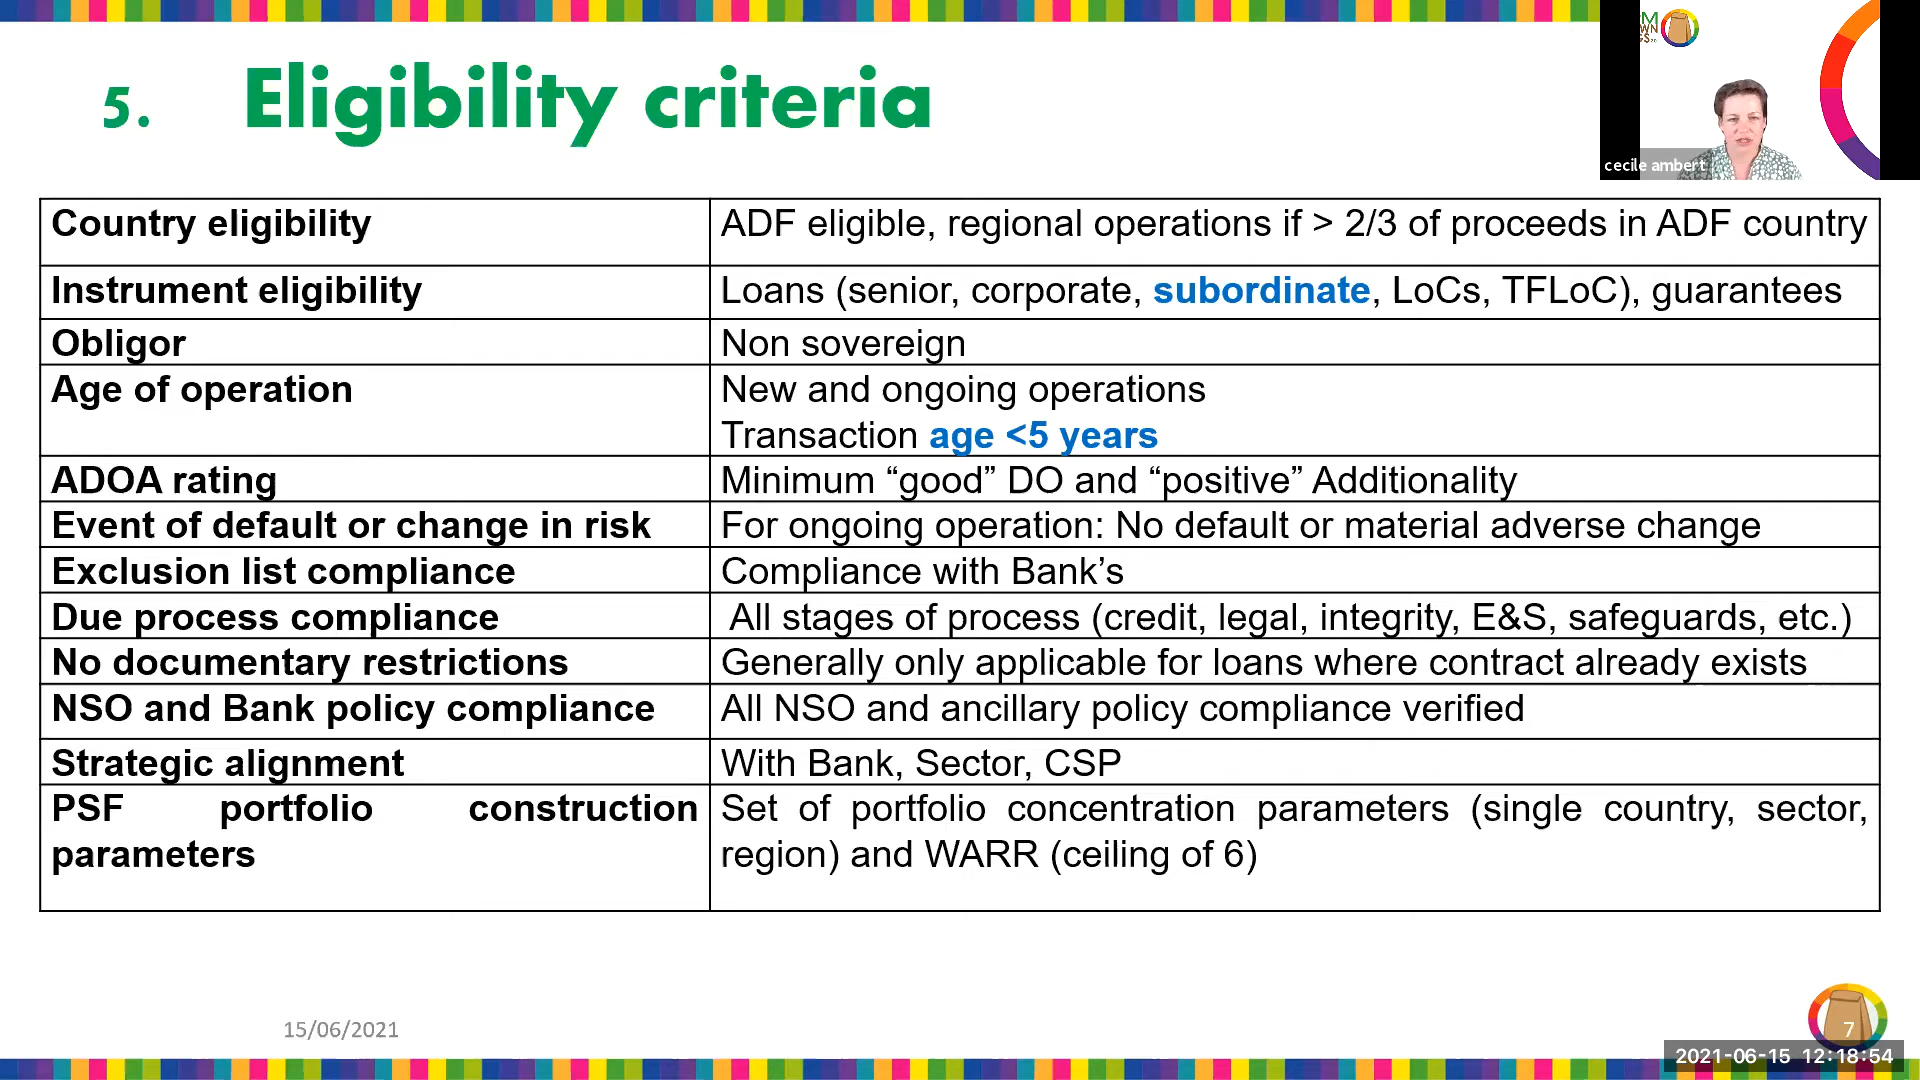 5. Eligibility criteria
cecile ambert
Country eligibility
ADF eligible, regional operations if > 2/3 of proceeds in ADF country
Instrument eligibility
Loans (senior, corporate, subordinate, LoCs, TFLoC), guarantees
Obligor
Non sovereign
Age of operation
New and ongoing operations
Transaction age <5 years
ADOA rating
Minimum “good” DO and “positive” Additionality
Event of default or change in risk
For ongoing operation: No default or material adverse change
Exclusion list compliance
Compliance with Bank’s
Due process compliance
All stages of process (credit, legal, integrity, E&S, safeguards, etc.)
No documentary restrictions
Generally only applicable for loans where contract already exists
NSO and Bank policy compliance
All NSO and ancillary policy compliance verified
Strategic alignment
With Bank, Sector, CSP
PSF portfolio construction
parameters
Set of portfolio concentration parameters (single country, sector,
region) and WARR (ceiling of 6)
15/06/2021
7
2021-06-15 12:18:54